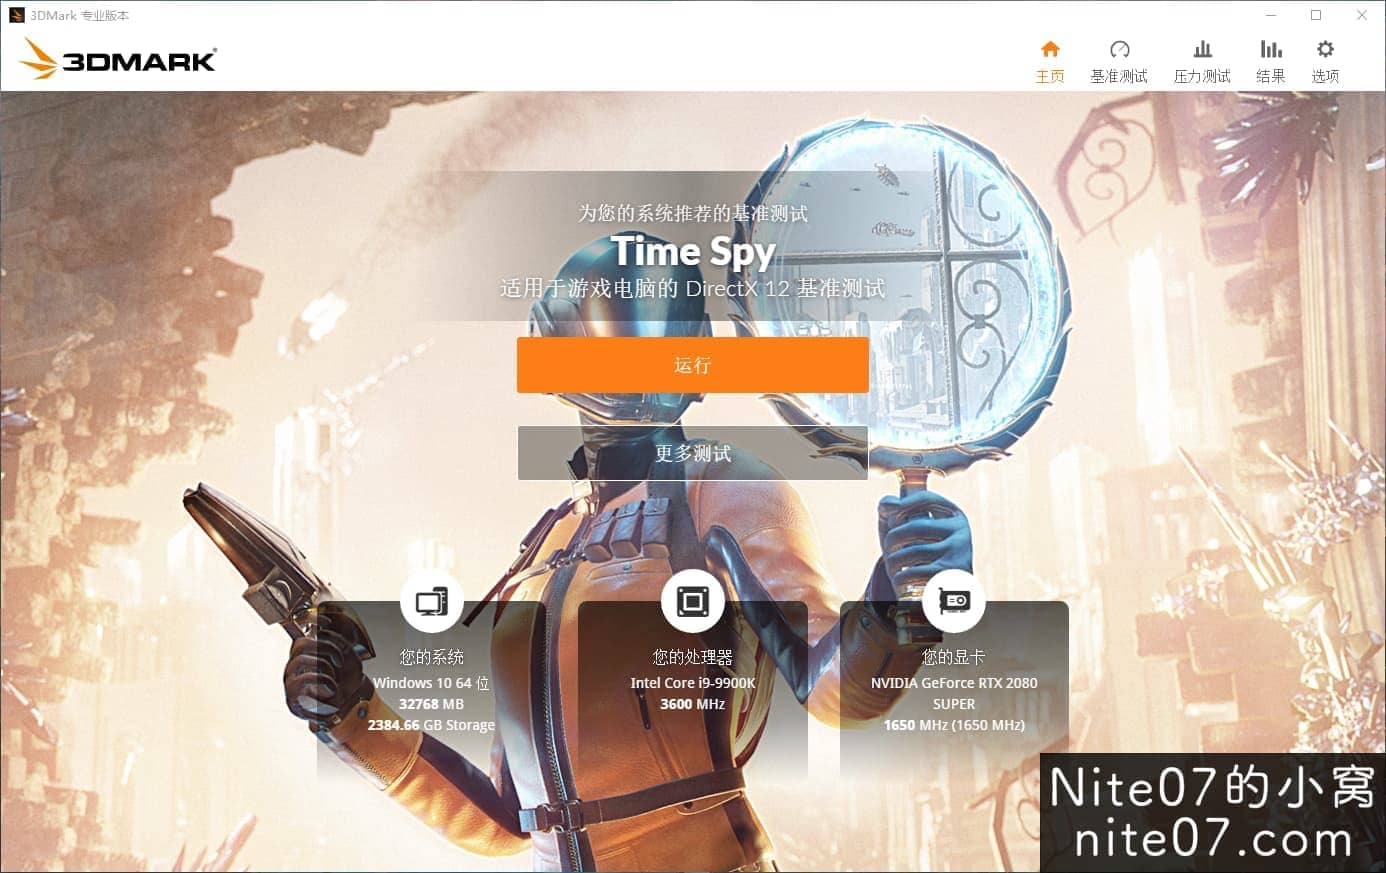 3DMark 专业版本
3DMARK®
主页
基准测试
压力测试
结果
选项
为您的系统推荐的基准测试
Time Spy
适用于游戏电脑的 DirectX 12 基准测试
运行
更多测试
您的系统
Windows 10 64 位
32768 MB
2384.66 GB Storage
您的处理器
Intel Core i9-9900K
3600 MHz
您的显卡
NVIDIA GeForce RTX 2080
SUPER
1650 MHz (1650 MHz)
Nite07的小窝
nite07.com